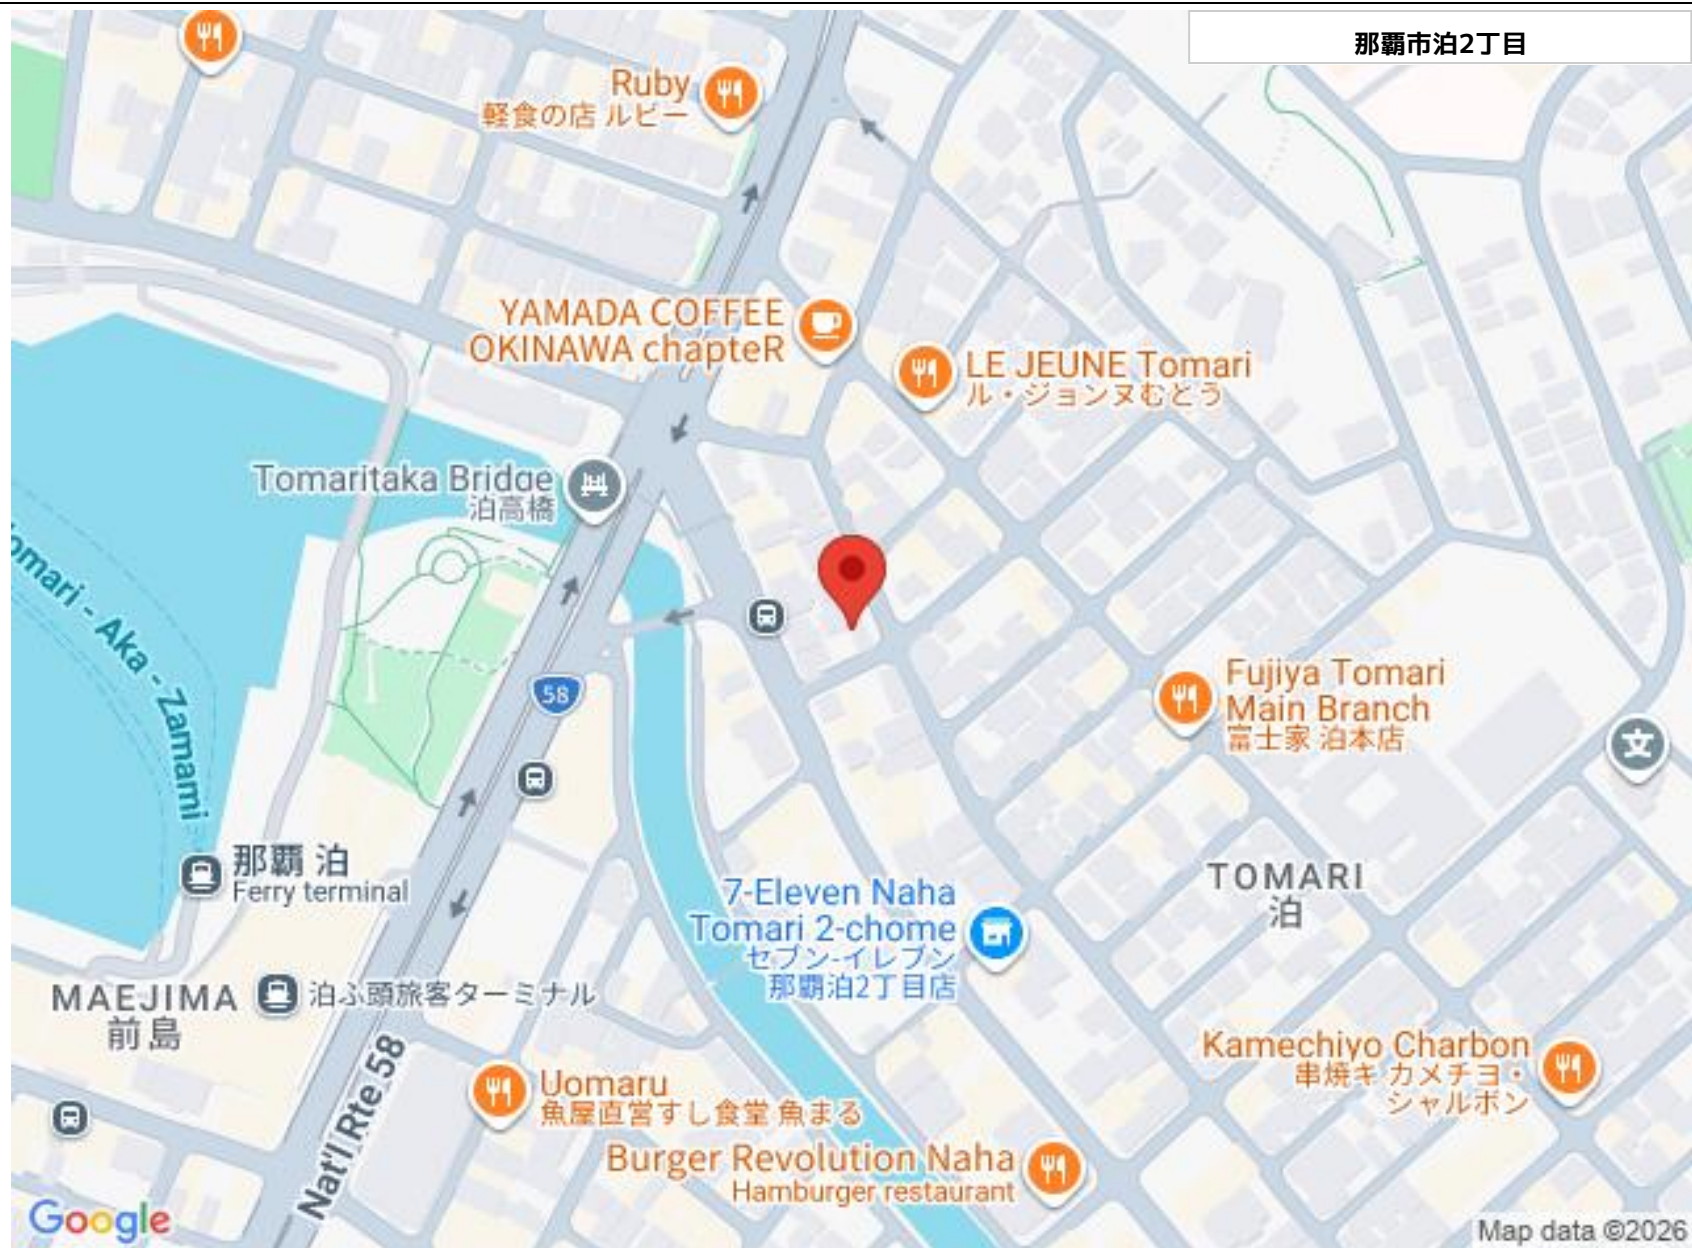 那覇市泊2丁目
Ruby
軽食の店 ルビー
YAMADA COFFEE
OKINAWA chapteR
LE JEUNE Tomari
ル・ジョンヌむとう
Tomaritaka Bridge
泊高橋
omari - Aka - Zamami
58
Fujiya Tomari
Main Branch
富士家 泊本店
文
那覇 泊
Ferry terminal
7-Eleven Naha
Tomari 2-chome
セブン-イレブン
那覇泊2丁目店
TOMARI
泊
MAEJIMA
前島
泊ふ頭旅客ターミナル
Nat'l Rte 58
Kamechiyo Charbon
串焼キ カメチヨ・
シャルボン
Uomaru
魚屋直営すし食堂 魚まる
Burger Revolution Naha
Hamburger restaurant
Google
Map data ©2026